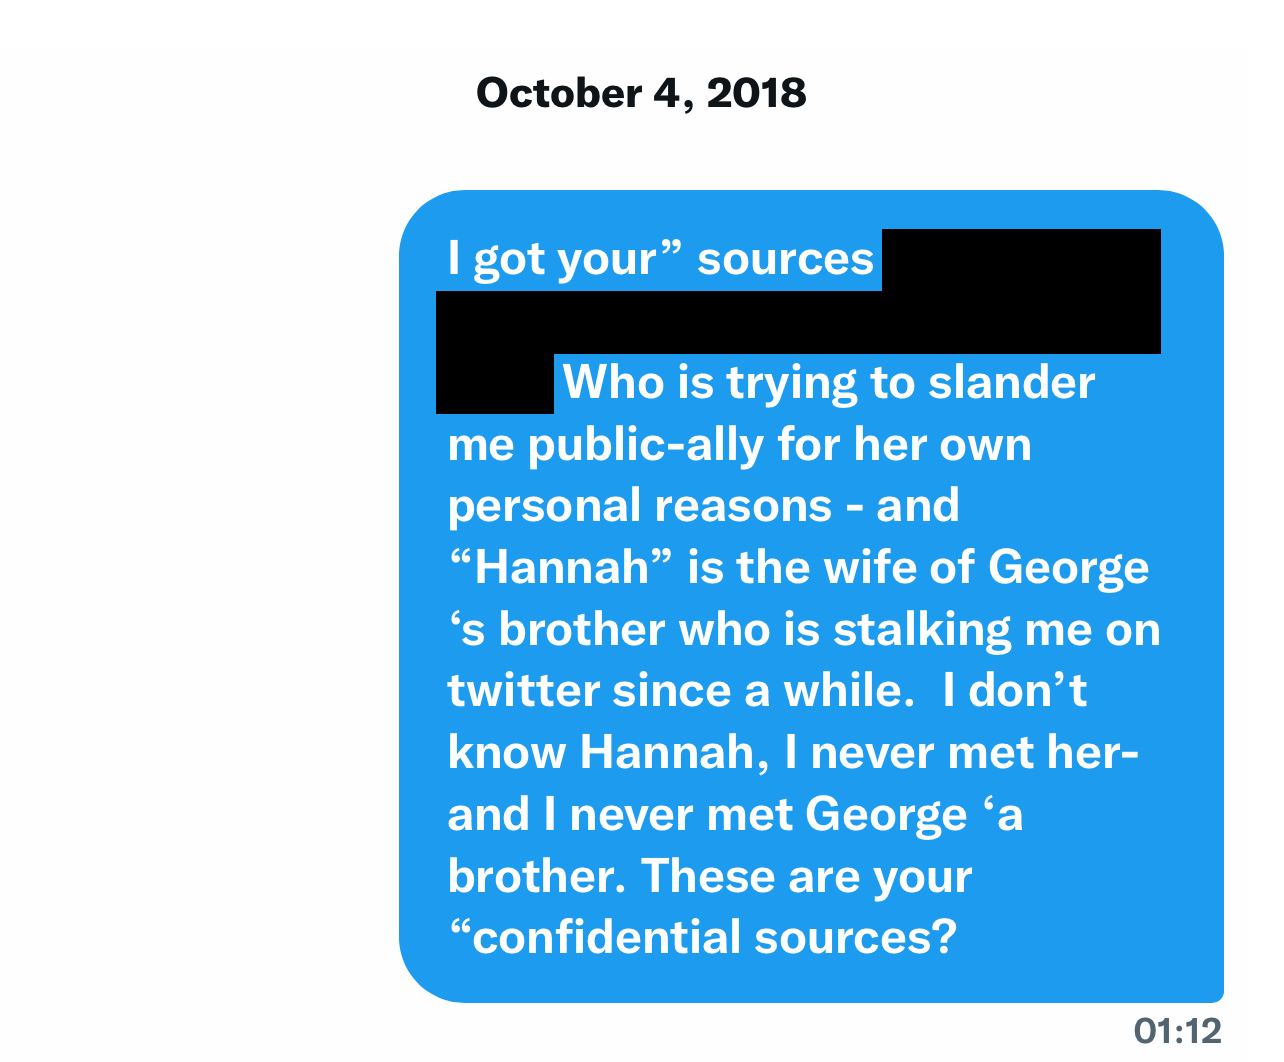 October 4, 2018
I got your” sources
Who is trying to slander
me public-ally for her own
personal reasons - and
“Hannah” is the wife of George
‘s brother who is stalking me on
twitter since a while.  I don’t
know Hannah, I never met her-
and I never met George ‘a
brother. These are your
“confidential sources?
01:12